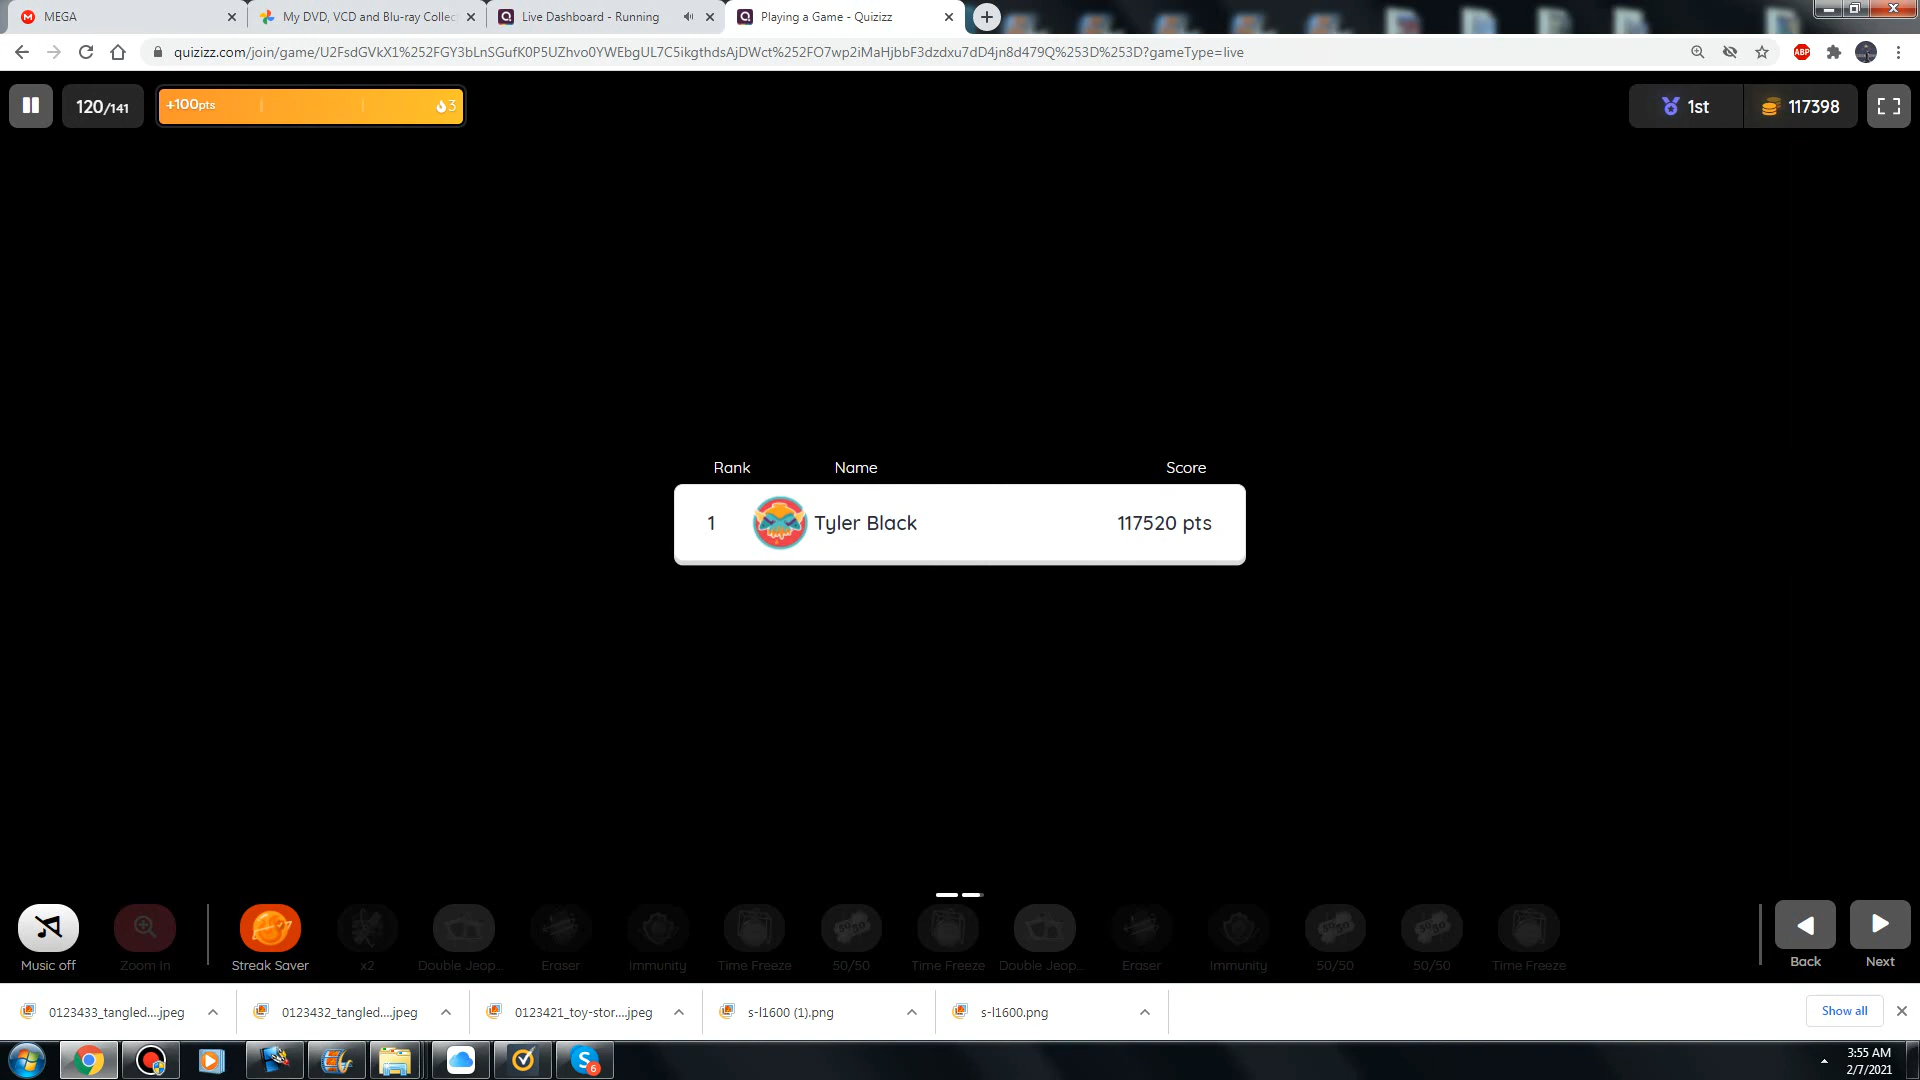 MEGA
My DVD, VCD and Blu-ray Collec
Live Dashboard - Running
Playing a Game - Quizizz
quizizz.com/join/game/U2FsdGVkX1%252FGY3bLnSGufK0P5UZhvo0YWEbgUL7C5ikgthdsAjDWct%252FO7wp2iMaHjbbF3dzdxu7dD4jn8d479Q%253D%253D?gameType=live
ABP
120/141
+100pts
3
1st
117398
Rank Name Score
1 Tyler Black 117520 pts
Music off
Zoom In
Streak Saver
x2
Double Jeop...
Eraser
Immunity
Time Freeze
50/50
Time Freeze
Double Jeop...
Eraser
Immunity
50/50
50/50
Time Freeze
Back
Next
0123433_tangled....jpeg
0123432_tangled....jpeg
0123421_toy-stor....jpeg
s-l1600 (1).png
s-l1600.png
Show all
6
3:55 AM
2/7/2021